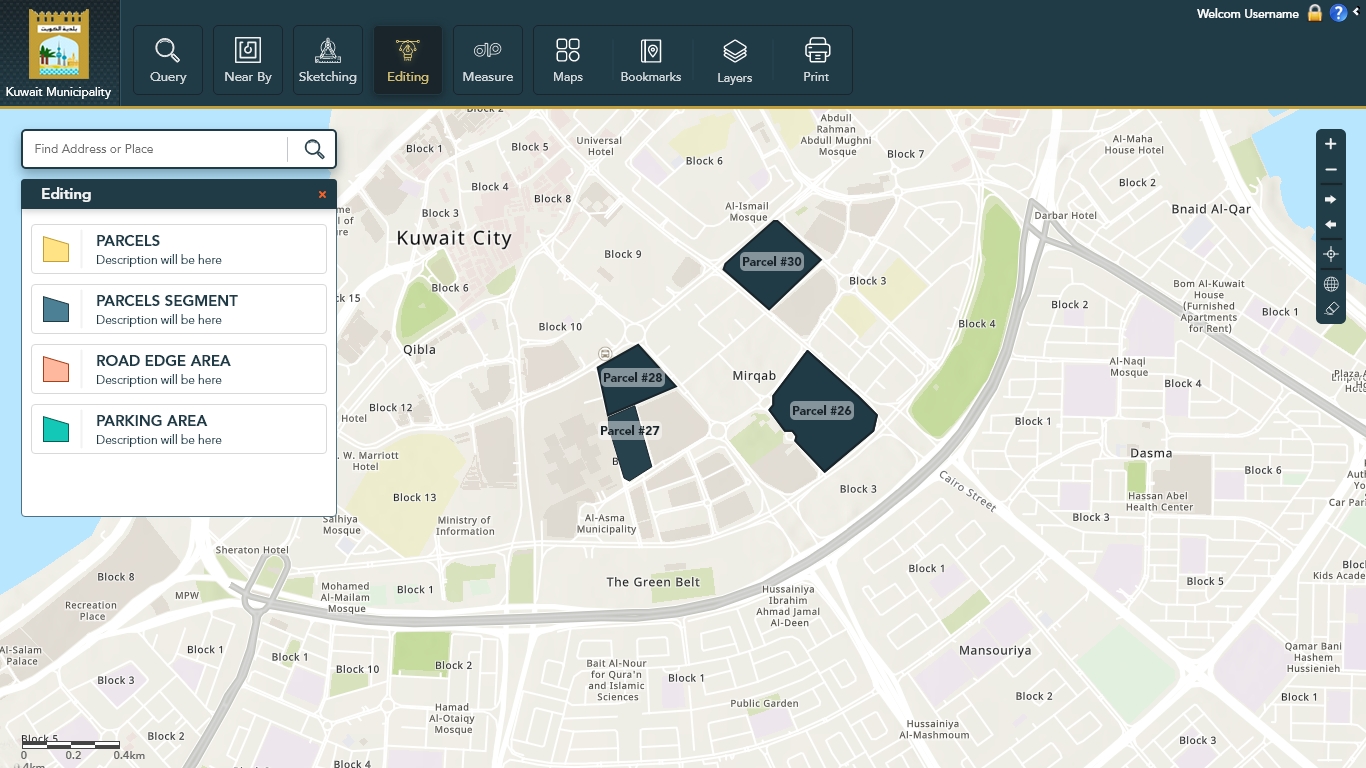 بلدية الكويت
Kuwait Municipality
Query
Near By
Sketching
Editing
Measure
Maps
Bookmarks
Layers
Print
Welcom Username
?
Find Address or Place
Editing
×
PARCELS
Description will be here
PARCELS SEGMENT
Description will be here
ROAD EDGE AREA
Description will be here
PARKING AREA
Description will be here
Block 2
Block 1
Block 5
Universal
Hotel
Block 6
Abdull
Rahman
Abdull Mughni
Mosque
Block 7
Al-Maha
House Hotel
Block 2
Block 4
Block 8
Block 3
Al-Ismail
Mosque
Darbar Hotel
Bnaid Al-Qar
Kuwait City
Block 9
Parcel #30
Block 3
Block 6
15
Bom Al-Kuwait
House
(Furnished
Apartments
for Rent)
Block 1
Block 2
Block 10
Block 4
Qibla
Parcel #28
Mirqab
Al-Naqi
Mosque
Block 4
Plaza A
Hotel
Block 12
Hotel
Parcel #26
Parcel #27
B
Block 1
W. Marriott
Hotel
Dasma
Block 6
Block 13
Block 3
Cairo Street
Hassan Abel
Health Center
Car Par
Salhiya
Mosque
Ministry of
Information
Al-Asma
Municipality
Block 3
Sheraton Hotel
Block 8
MPW
Recreation
Place
Mohamed
Al-Mailam
Mosque
Block 1
The Green Belt
Hussainiya
Ibrahim
Ahmad Jamal
Al-Deen
Block 1
Block 5
Block
Kids Acade
Al-Salam
Palace
Block 1
Block 1
Block 3
Block 10
Block 2
Bait Al-Nour
for Qura'n
and Islamic
Sciences
Block 1
Mansouriya
Qamar Bani
Hashem
Hussienieh
Block 2
Block 1
Public Garden
Hamad
Al-Otaiqy
Mosque
Hussainiya
Al-Mashmoum
Block 5
Block 2
Block 3
Block 4
0
0.2
0.4km